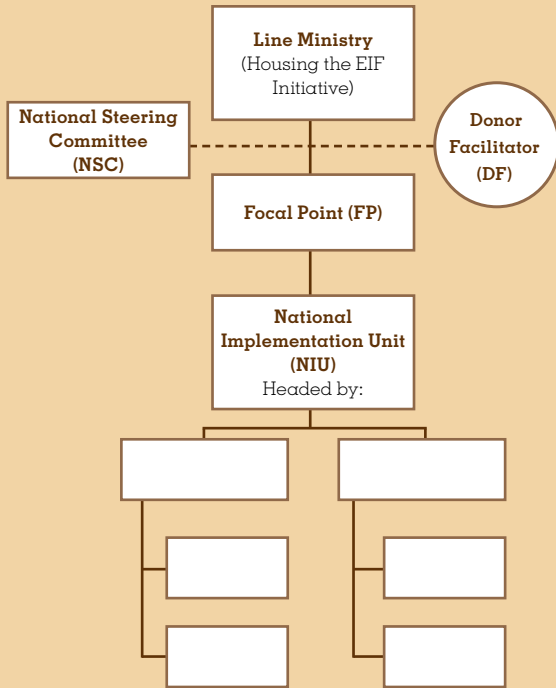 Line Ministry
(Housing the EIF
Initiative)
National Steering
Committee
(NSC)
Donor
Facilitator
(DF)
Focal Point (FP)
National
Implementation Unit
(NIU)
Headed by: